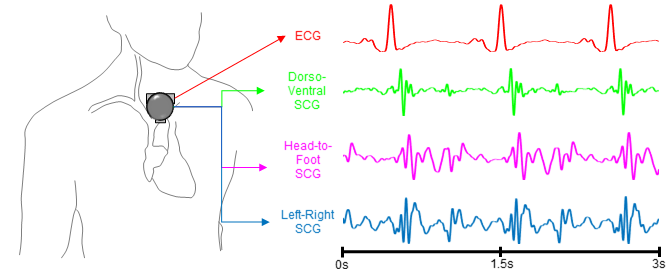 ECG
Dorso-
Ventral
SCG
Head-to-
Foot
SCG
Left-Right
SCG
0s
1.5s
3s